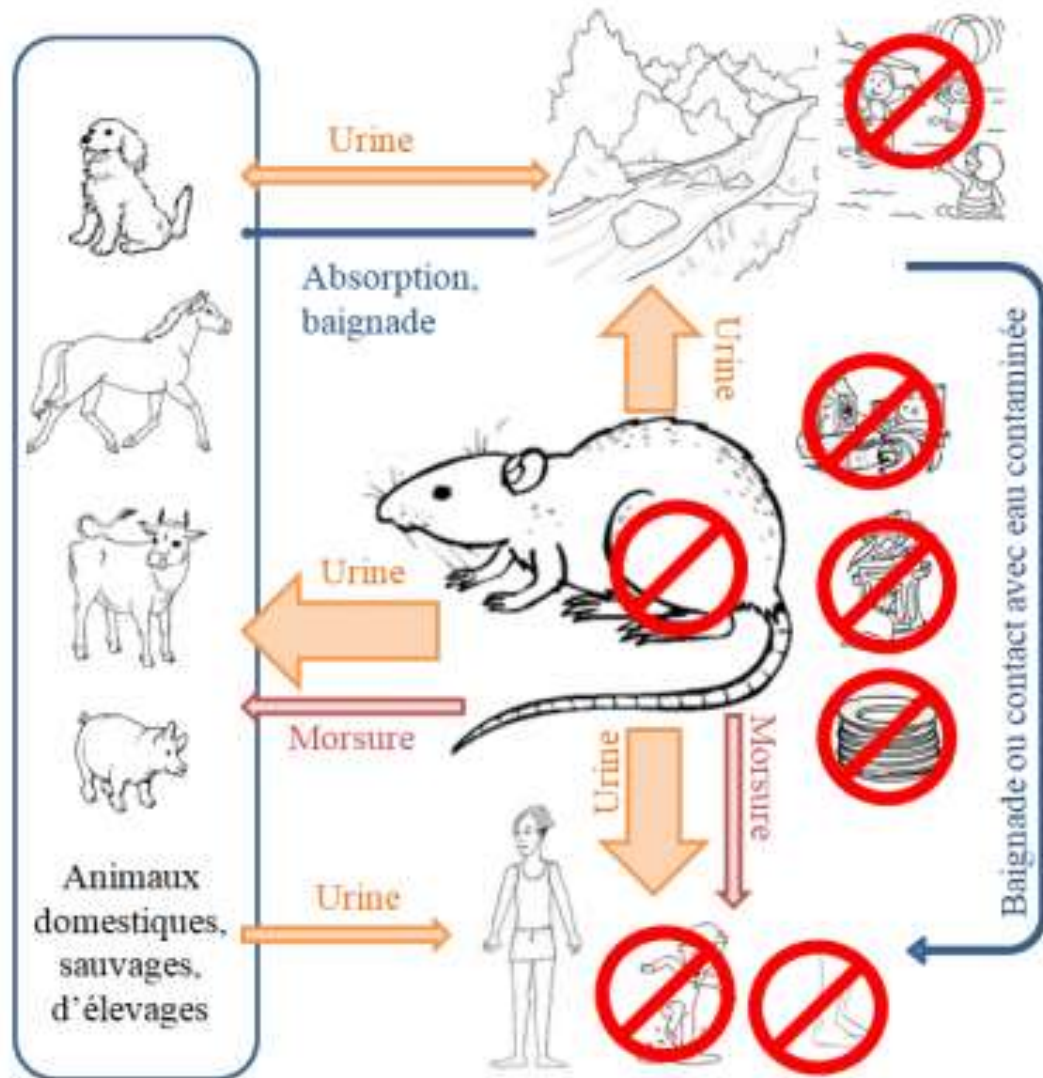 Urine
Absorption,
baignade
Urine
Baignade ou contact avec eau contaminée
Urine
Morsure
Urine
Morsure
Animaux
domestiques,
sauvages,
d'élevages
Urine